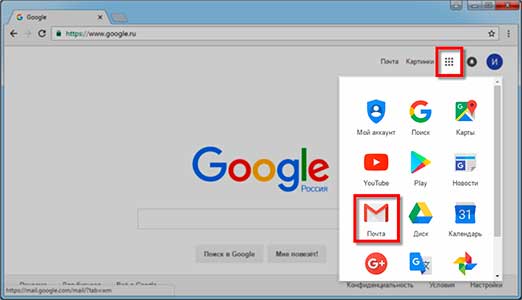 Google
https://www.google.ru
Почта Картинки И
Мой аккаунт Поиск Карты
YouTube Play Новости
Почта Диск Календарь
31
Google
Россия
Поиск в Google Мне повезёт!
https://mail.google.com/mail/?tab=wm
Конфиденциальность Условия Настройки